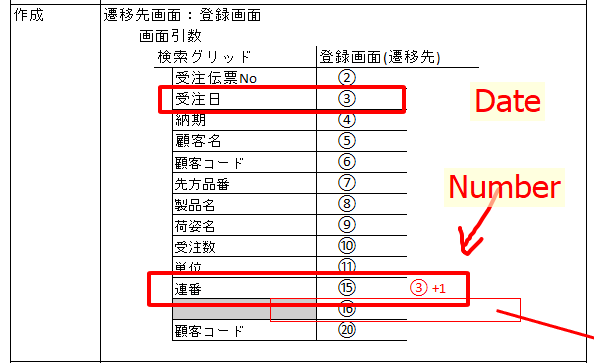 作成 遷移先画面：登録画面
画面引数
検索グリッド 登録画面(遷移先)
受注伝票No ②
受注日 ③ Date
納期 ④
顧客名 ⑤
顧客コード ⑥
先方品番 ⑦ Number
製品名 ⑧
荷姿名 ⑨
受注数 ⑩
単位 ⑪
連番 ⑮ ③ +1
⑯
顧客コード ⑳